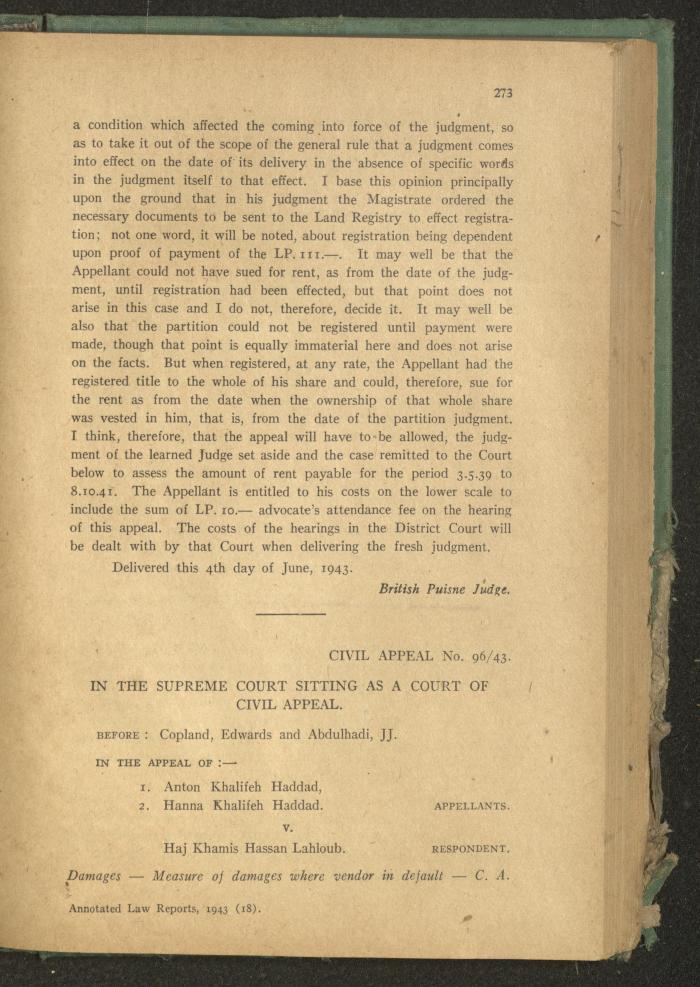 273
a condition which affected the coming into force of the judgment, so
as to take it out of the scope of the general rule that a judgment comes
into effect on the date of its delivery in the absence of specific words
in the judgment itself to that effect. I base this opinion principally
upon the ground that in his judgment the Magistrate ordered the
necessary documents to be sent to the Land Registry to effect registra-
tion; not one word, it will be noted, about registration being dependent
upon proof of payment of the LP. 111.—. It may well be that the
Appellant could not have sued for rent, as from the date of the judg-
ment, until registration had been effected, but that point does not
arise in this case and I do not, therefore, decide it. It may well be
also that the partition could not be registered until payment were
made, though that point is equally immaterial here and does not arise
on the facts. But when registered, at any rate, the Appellant had the
registered title to the whole of his share and could, therefore, sue for
the rent as from the date when the ownership of that whole share
was vested in him, that is, from the date of the partition judgment.
I think, therefore, that the appeal will have to be allowed, the judg-
ment of the learned Judge set aside and the case remitted to the Court
below to assess the amount of rent payable for the period 3.5.39 to
8.10.41. The Appellant is entitled to his costs on the lower scale to
include the sum of LP. 10.— advocate's attendance fee on the hearing
of this appeal. The costs of the hearings in the District Court will
be dealt with by that Court when delivering the fresh judgment.
Delivered this 4th day of June, 1943.
British Puisne Judge.
CIVIL APPEAL No. 96/43.
IN THE SUPREME COURT SITTING AS A COURT OF
CIVIL APPEAL.
BEFORE : Copland, Edwards and Abdulhadi, JJ.
IN THE APPEAL OF :—
1. Anton Khalifeh Haddad,
2. Hanna Khalifeh Haddad. APPELLANTS.
v.
Haj Khamis Hassan Lahloub. RESPONDENT.
Damages — Measure of damages where vendor in default — C. A.
Annotated Law Reports, 1943 (18).